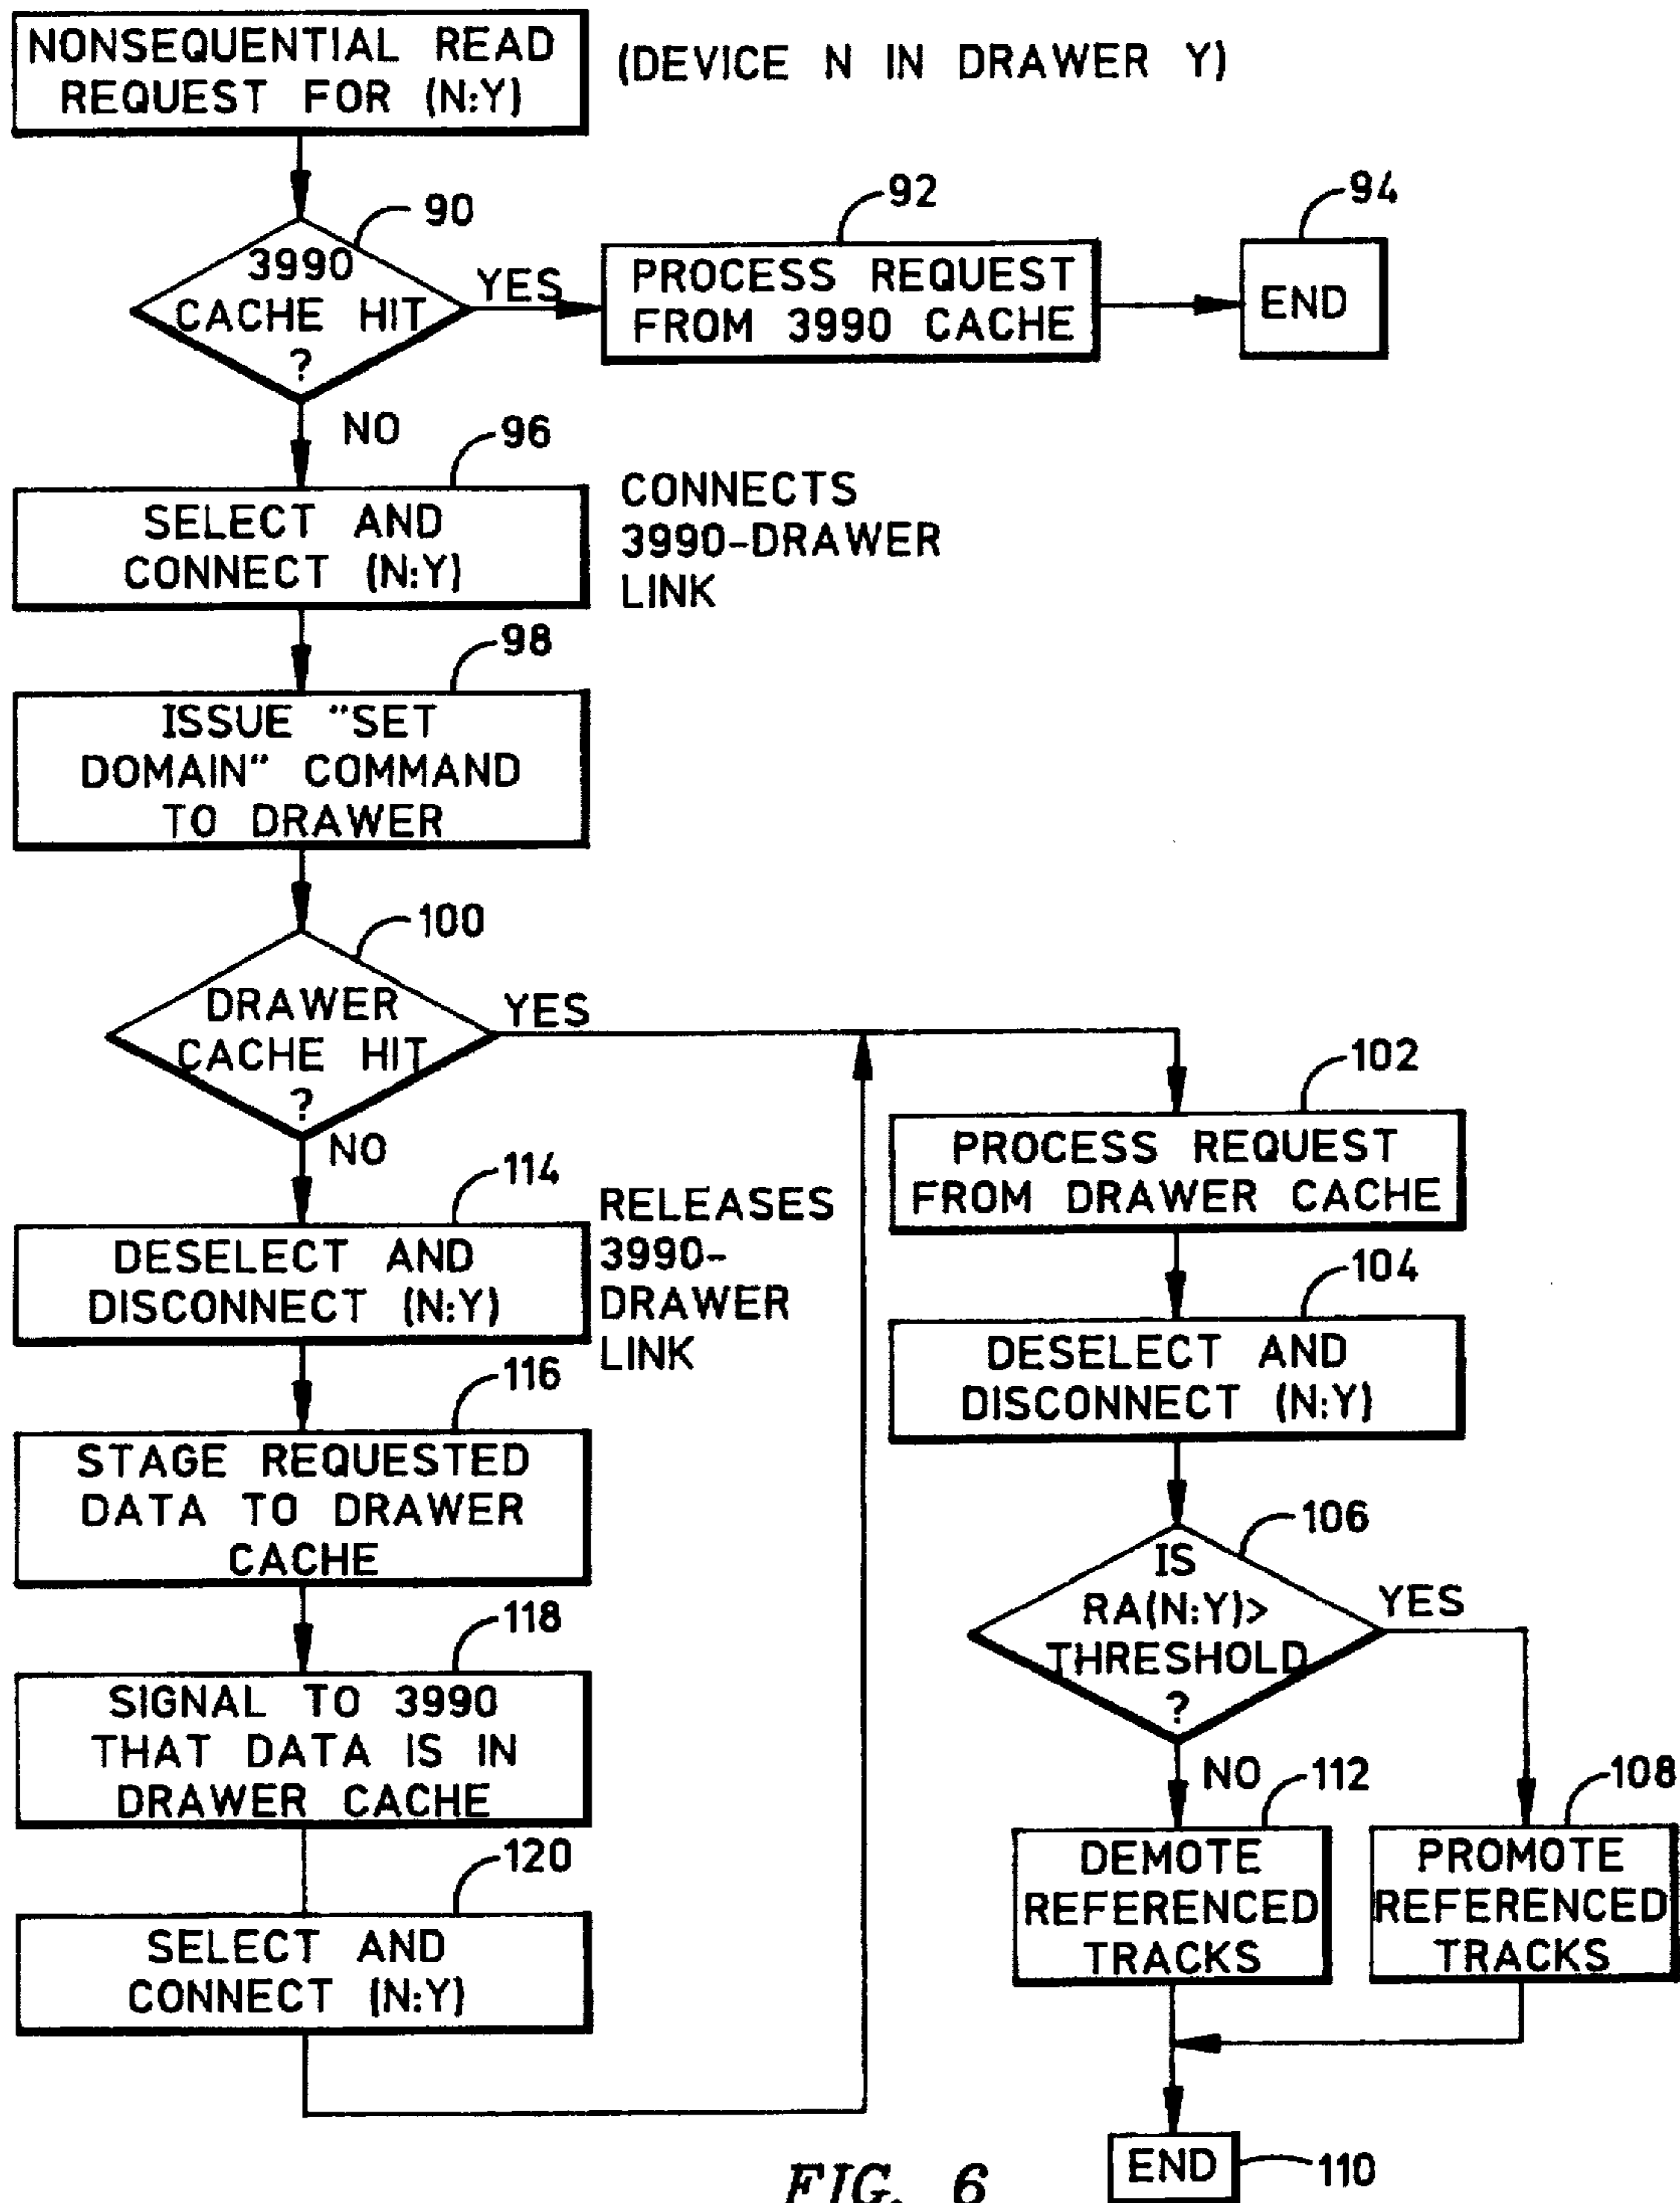 NONSEQUENTIAL READ
REQUEST FOR (N:Y)
(DEVICE N IN DRAWER Y)
90
3990
CACHE HIT
?
YES
92
PROCESS REQUEST
FROM 3990 CACHE
94
END
NO
96
SELECT AND
CONNECT (N:Y)
CONNECTS
3990-DRAWER
LINK
98
ISSUE "SET
DOMAIN" COMMAND
TO DRAWER
100
DRAWER
CACHE HIT
?
YES
NO
114
DESELECT AND
DISCONNECT (N:Y)
RELEASES
3990-
DRAWER
LINK
116
STAGE REQUESTED
DATA TO DRAWER
CACHE
118
SIGNAL TO 3990
THAT DATA IS IN
DRAWER CACHE
120
SELECT AND
CONNECT (N:Y)
102
PROCESS REQUEST
FROM DRAWER CACHE
104
DESELECT AND
DISCONNECT (N:Y)
106
IS
RA(N:Y)>
THRESHOLD
?
YES
NO
112
DEMOTE
REFERENCED
TRACKS
108
PROMOTE
REFERENCED
TRACKS
END
110
FIG. 6